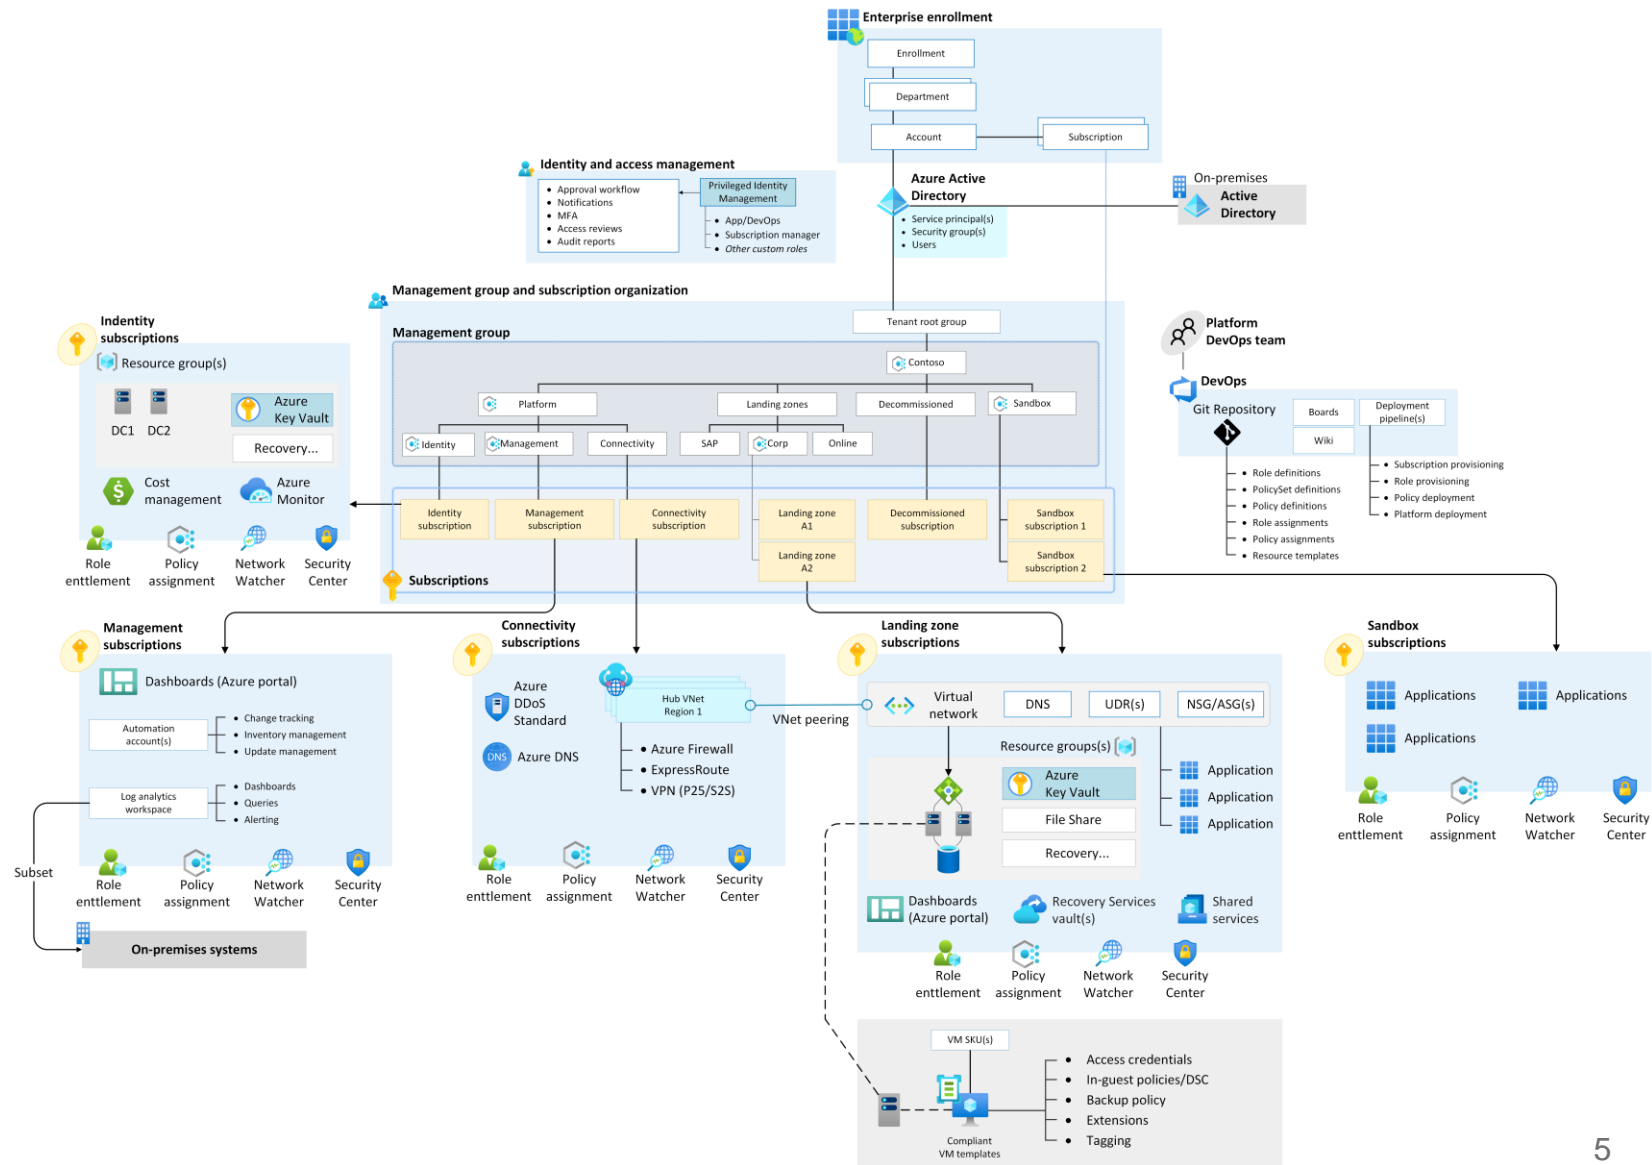 Enterprise enrollment
Enrollment
Department
Account
Subscription
Identity and access management
Approval workflow
Notifications
MFA
Access reviews
Audit reports
Privileged Identity
Management
App/DevOps
Subscription manager
Other custom roles
Azure Active
Directory
Service principal(s)
Security group(s)
Users
On-premises
Active
Directory
Management group and subscription organization
Management group
Tenant root group
Contoso
Platform
Landing zones
Decommissioned
Sandbox
Identity
Management
Connectivity
SAP
Corp
Online
Identity
subscription
Management
subscription
Connectivity
subscription
Landing zone
A1
Decommissioned
subscription
Sandbox
subscription 1
Landing zone
A2
Sandbox
subscription 2
Subscriptions
Indentity
subscriptions
Resource group(s)
DC1
DC2
Azure
Key Vault
Recovery...
Cost
management
Azure
Monitor
Role
enttlement
Policy
assignment
Network
Watcher
Security
Center
Platform
DevOps team
DevOps
Git Repository
Boards
Wiki
Deployment
pipeline(s)
Role definitions
PolicySet definitions
Policy definitions
Role assignments
Policy assignments
Resource templates
Subscription provisioning
Role provisioning
Policy deployment
Platform deployment
Management
subscriptions
Dashboards (Azure portal)
Automation
account(s)
Change tracking
Inventory management
Update management
Log analytics
workspace
Dashboards
Queries
Alerting
Role
enttlement
Policy
assignment
Network
Watcher
Security
Center
Subset
On-premises systems
Connectivity
subscriptions
Azure
DDoS
Standard
Azure DNS
DNS
Hub VNet
Region 1
Azure Firewall
ExpressRoute
VPN (P25/S2S)
Role
enttlement
Policy
assignment
Network
Watcher
Security
Center
VNet peering
Landing zone
subscriptions
Virtual
network
DNS
UDR(s)
NSG/ASG(s)
Resource groups(s)
Azure
Key Vault
File Share
Recovery...
Application
Application
Application
Dashboards
(Azure portal)
Recovery Services
vault(s)
Shared
services
Role
enttlement
Policy
assignment
Network
Watcher
Security
Center
Sandbox
subscriptions
Applications
Applications
Applications
Role
enttlement
Policy
assignment
Network
Watcher
Security
Center
VM SKU(s)
Compliant
VM templates
Access credentials
In-guest policies/DSC
Backup policy
Extensions
Tagging
5